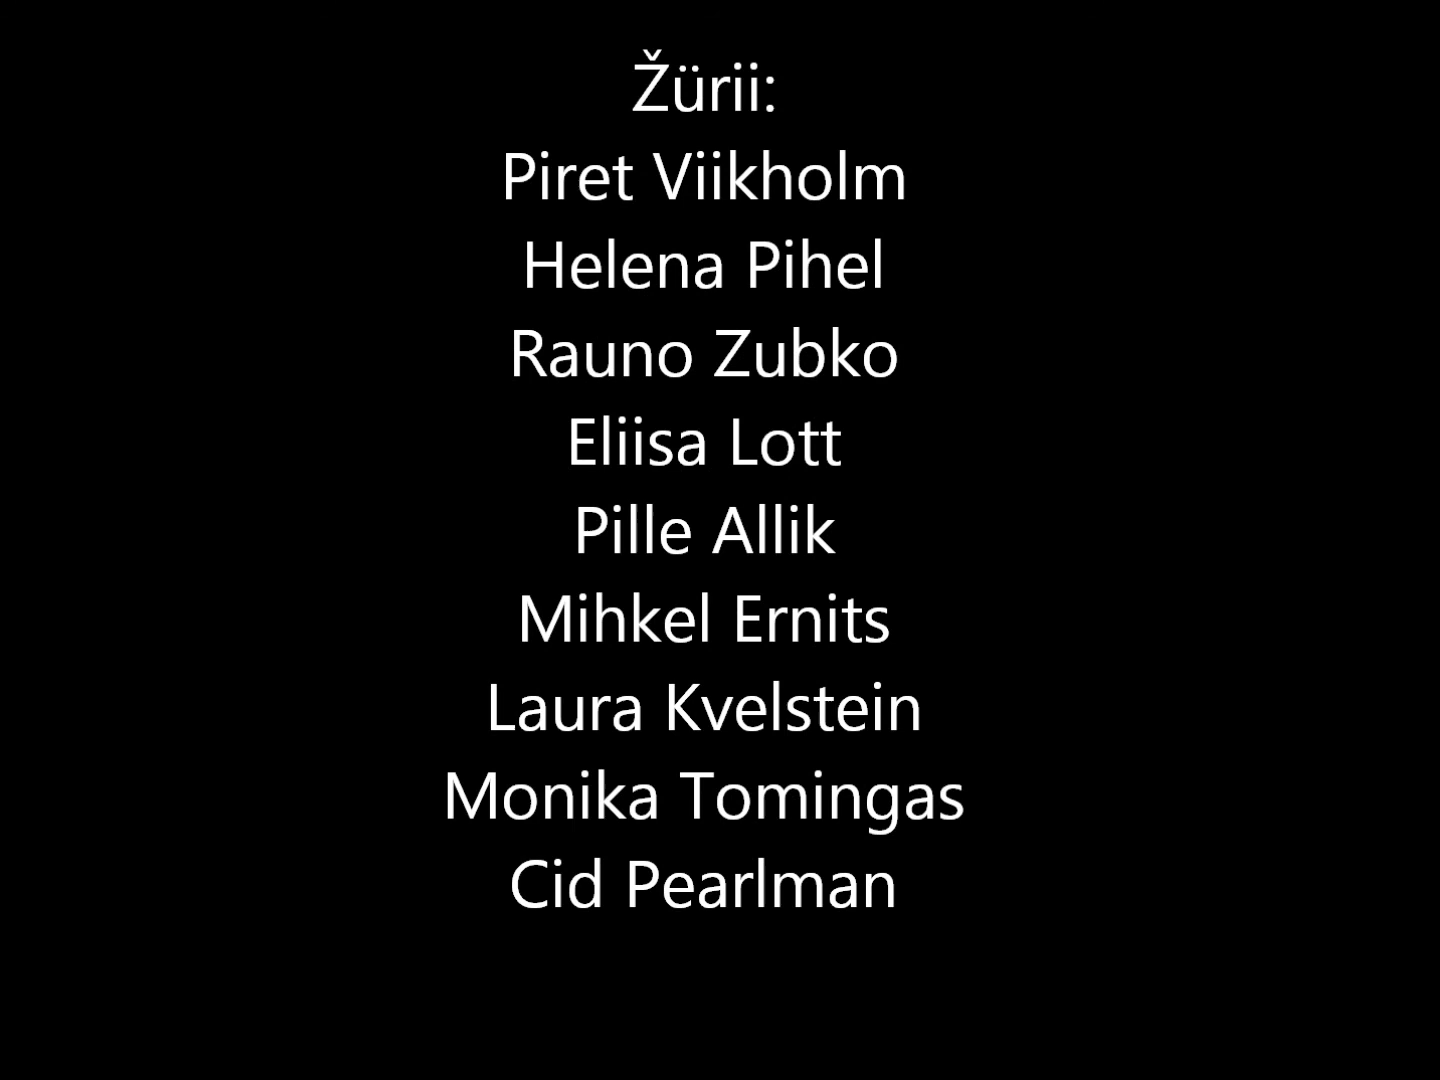 Žürii:
Piret Viikholm
Helena Pihel
Rauno Zubko
Eliisa Lott
Pille Allik
Mihkel Ernits
Laura Kvelstein
Monika Tomingas
Cid Pearlman